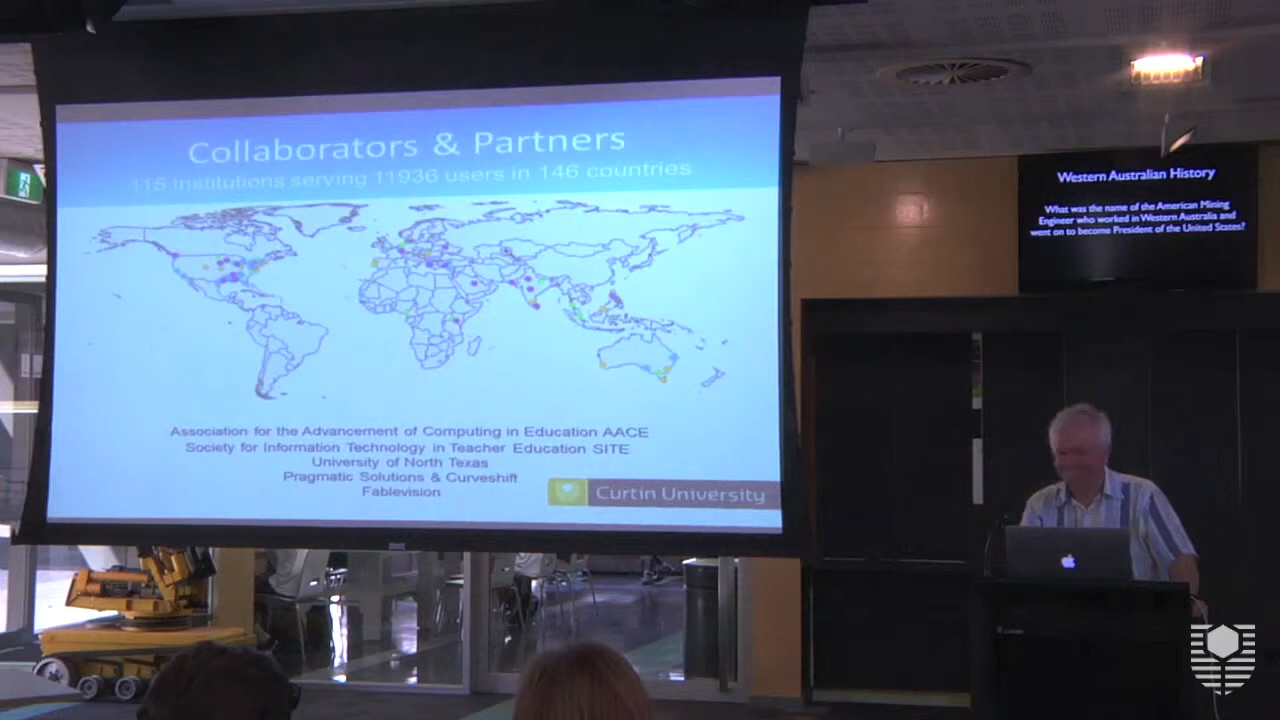 Collaborators & Partners
115 Institutions serving 11936 users in 146 countries
Association for the Advancement of Computing in Education AACE
Society for Information Technology in Teacher Education SITE
University of North Texas
Pragmatic Solutions & Curveshift
Fablevision
Curtin University
Western Australian History
What was the name of the American Mining
Engineer who worked in Western Australia and
went on to become President of the United States?